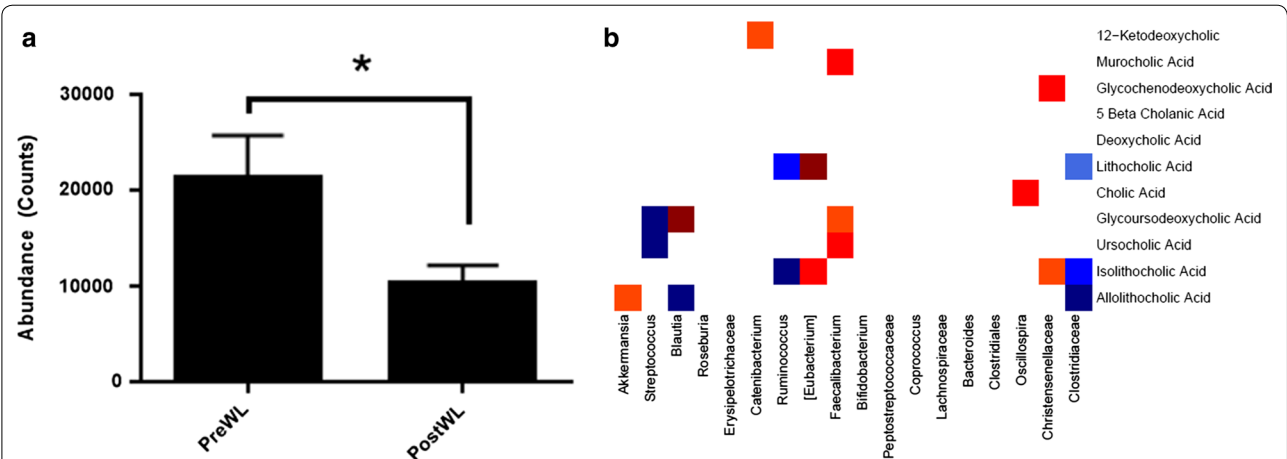 a
*
30000
20000
10000
0
Abundance (Counts)
PreWL
PostWL
b
12-Ketodeoxycholic
Murocholic Acid
Glycochenodeoxycholic Acid
5 Beta Cholanic Acid
Deoxycholic Acid
Lithocholic Acid
Cholic Acid
Glycoursodeoxycholic Acid
Ursocholic Acid
Isolithocholic Acid
Allolithocholic Acid
Akkermansia
Streptococcus
Blautia
Roseburia
Erysipelotrichaceae
Catenibacterium
Ruminococcus
[Eubacterium]
Faecalibacterium
Bifidobacterium
Peptostreptococcaceae
Coprococcus
Lachnospiraceae
Bacteroides
Clostridiales
Oscillospira
Christensenellaceae
Clostridiaceae